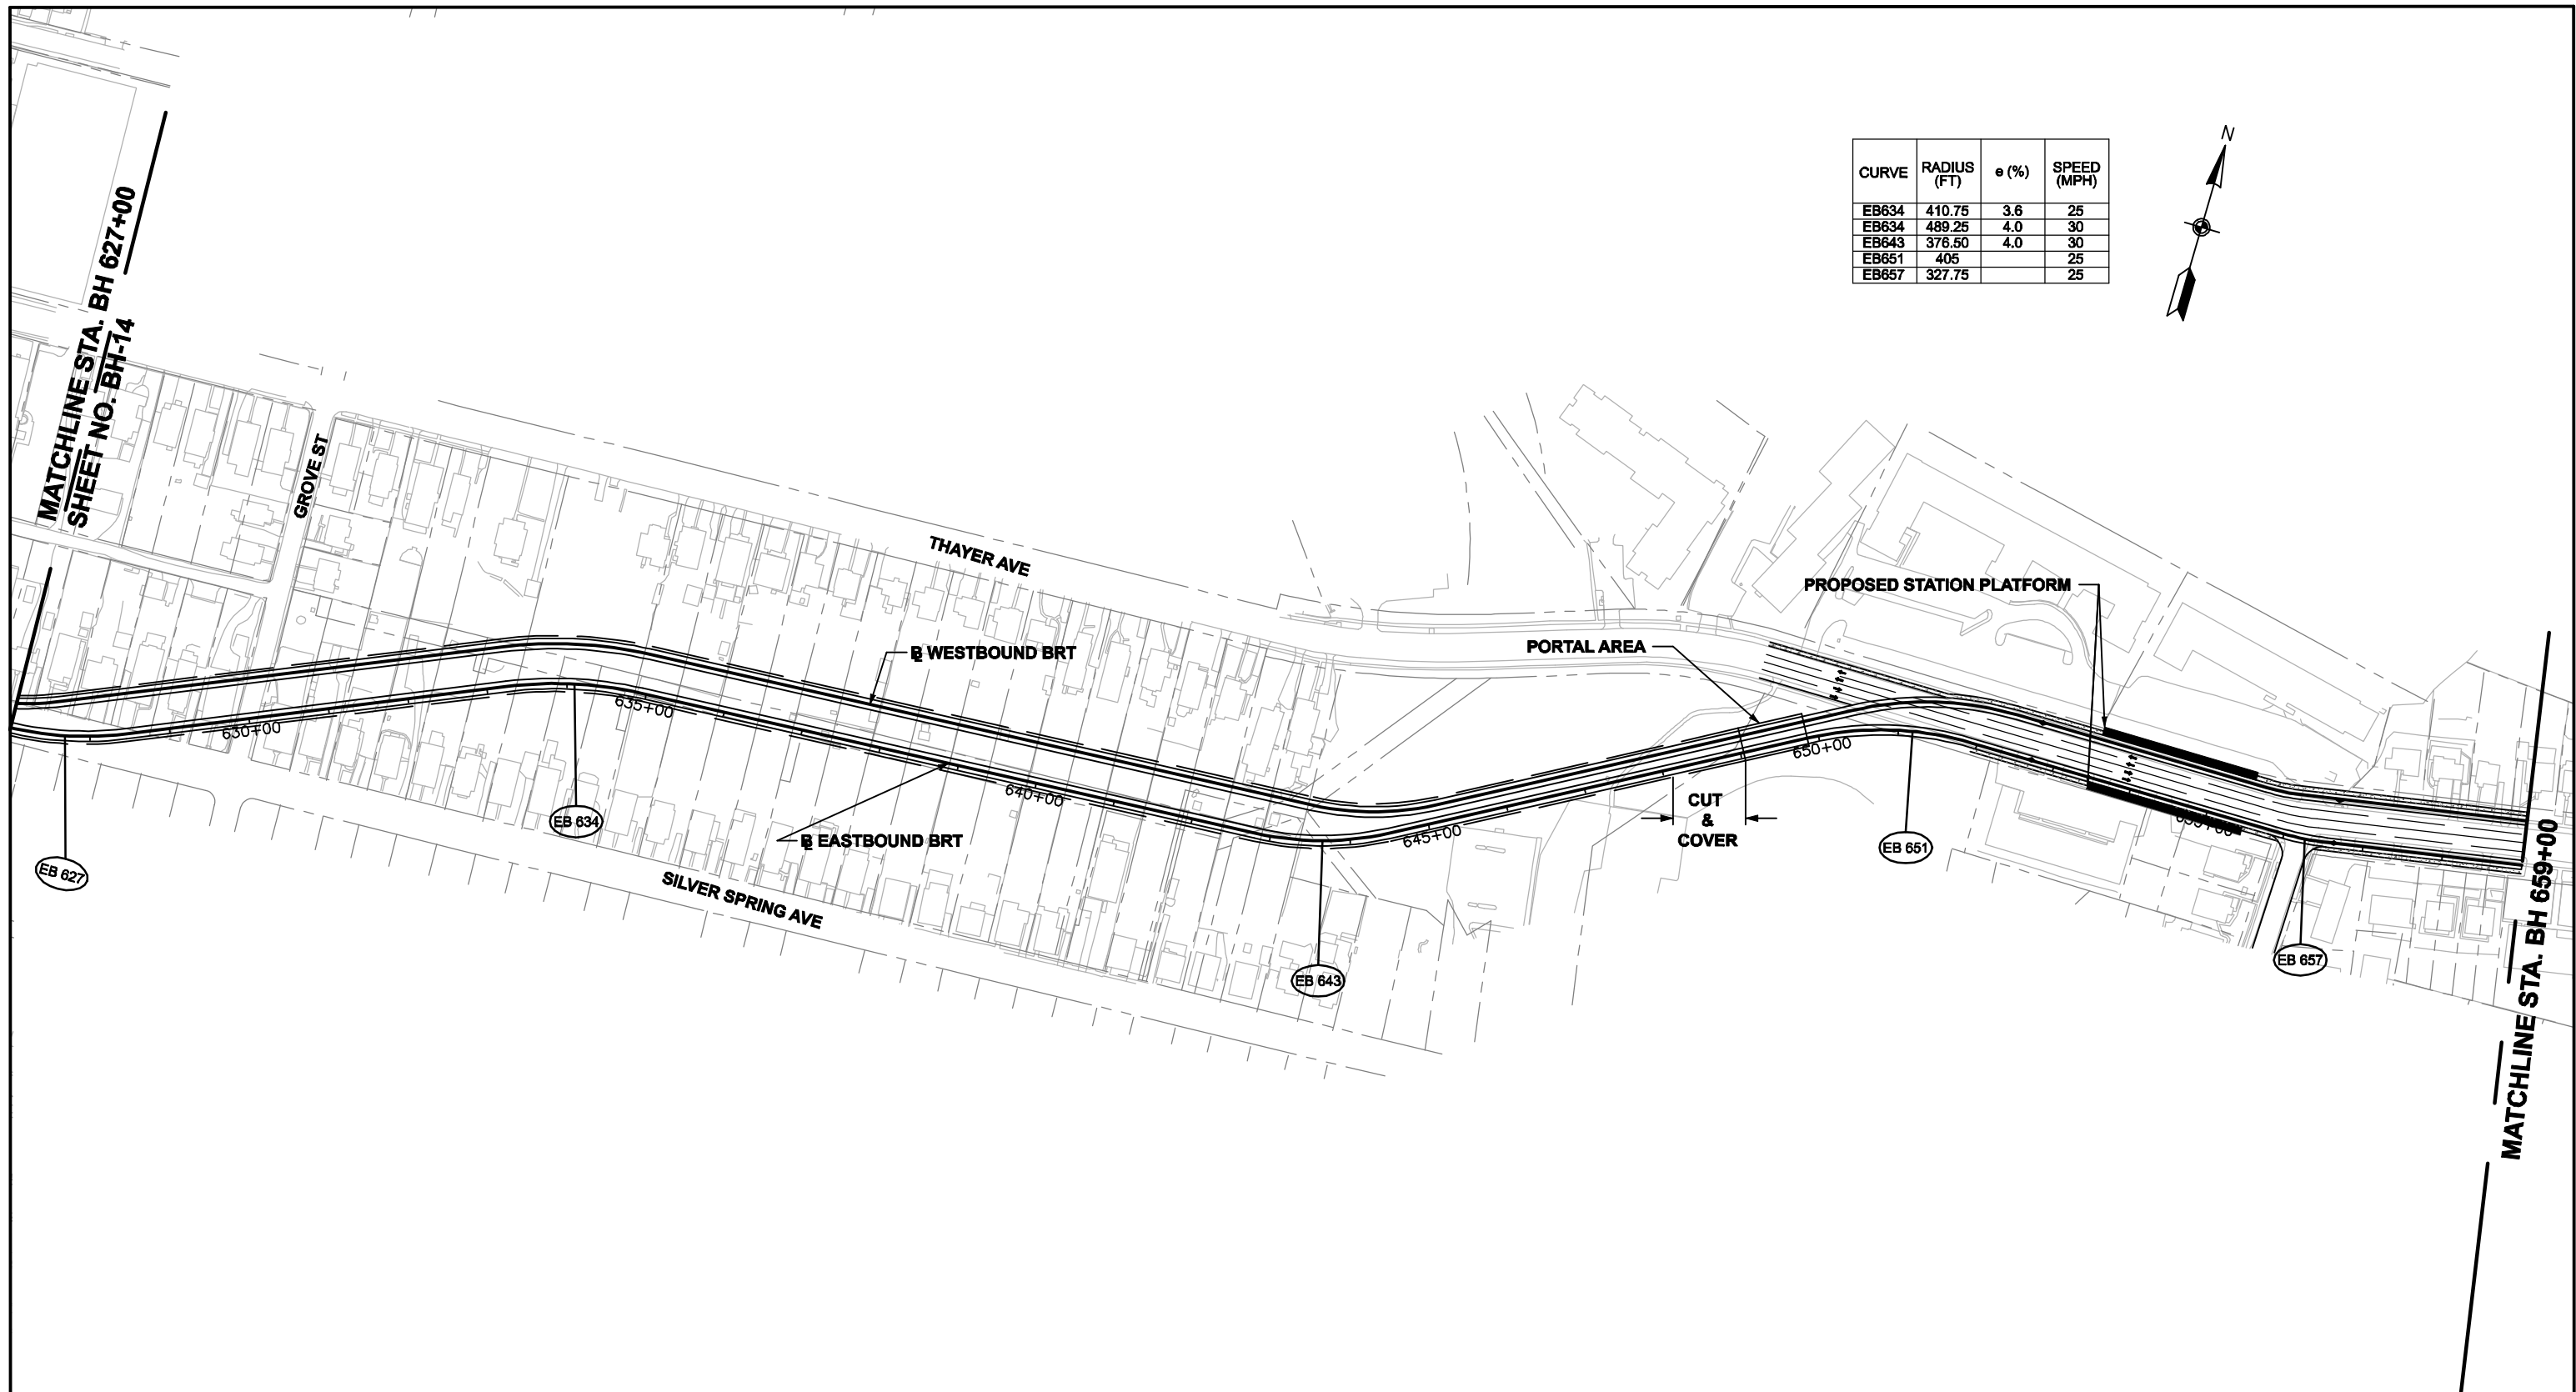 N
CURVE RADIUS (FT) e (%) SPEED (MPH)
EB634 410.75 3.6 25
EB634 489.25 4.0 30
EB643 376.50 4.0 30
EB651 405 25
EB657 327.75 25
MATCHLINE STA. BH 627+00
SHEET NO. BH-14
GROVE ST
THAYER AVE
PROPOSED STATION PLATFORM
PORTAL AREA
BL WESTBOUND BRT
635+00
630+00
650+00
640+00
CUT
&
COVER
EB 634
655+00
645+00
BL EASTBOUND BRT
EB 651
EB 627
SILVER SPRING AVE
EB 643
EB 657
MATCHLINE STA. BH 659+00